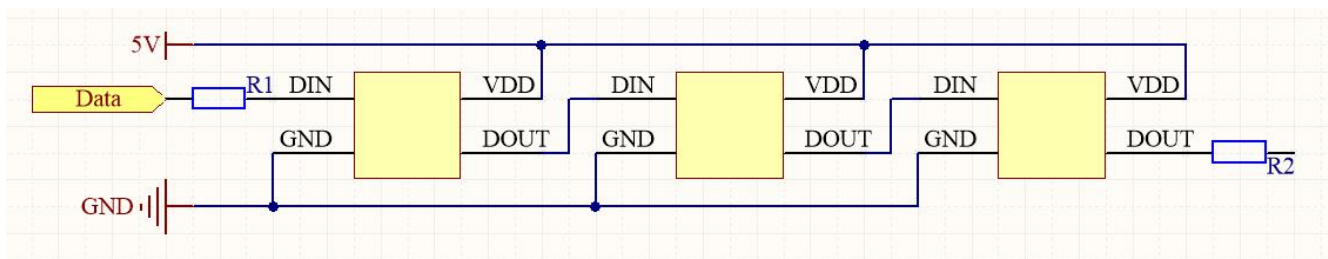 5V
Data
R1 DIN VDD DIN VDD DIN VDD
GND DOUT GND DOUT GND DOUT
R2
GND